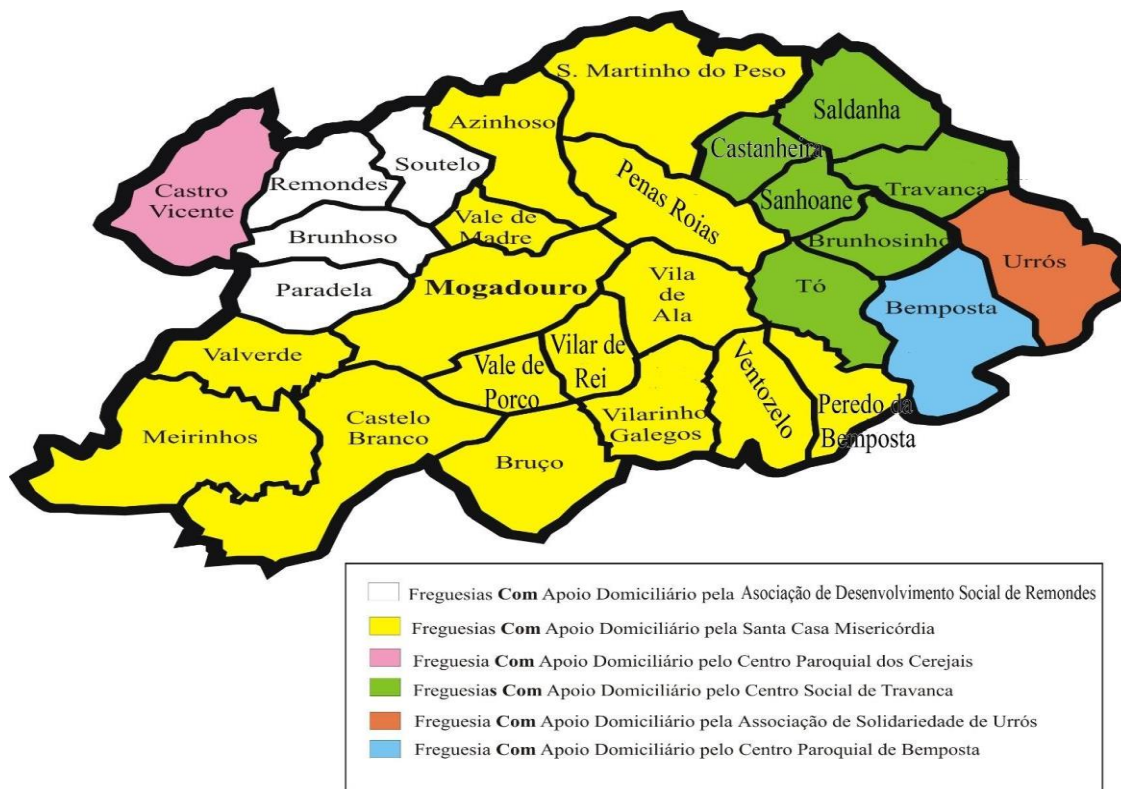 S. Martinho do Peso
Saldanha
Azinhoso
Castanheira
Soutelo
Castro
Vicente
Remondes
Penas Roias
Sanhoane
Travanca
Vale de
Madre
Brunhoso
Brunhosinho
Urrós
Paradela
Mogadouro
Vila
de
Ala
Tó
Bemposta
Valverde
Vale de
Porco
Vilar de
Rei
Ventozelo
Peredo da
Bemposta
Meirinhos
Castelo
Branco
Vilarinho
Galegos
Bruço
Freguesias Com Apoio Domiciliário pela Asociação de Desenvolvimento Social de Remondes
Freguesias Com Apoio Domiciliário pela Santa Casa Misericórdia
Freguesia Com Apoio Domiciliário pelo Centro Paroquial dos Cerejais
Freguesias Com Apoio Domiciliário pelo Centro Social de Travanca
Freguesia Com Apoio Domiciliário pela Associação de Solidariedade de Urrós
Freguesia Com Apoio Domiciliário pelo Centro Paroquial de Bemposta